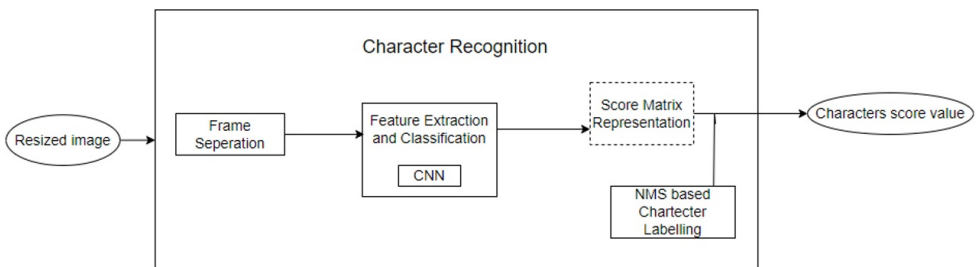 Character Recognition
Resized image
Frame
Seperation
Feature Extraction
and Classification
CNN
Score Matrix
Representation
Characters score value
NMS based
Chartecter
Labelling